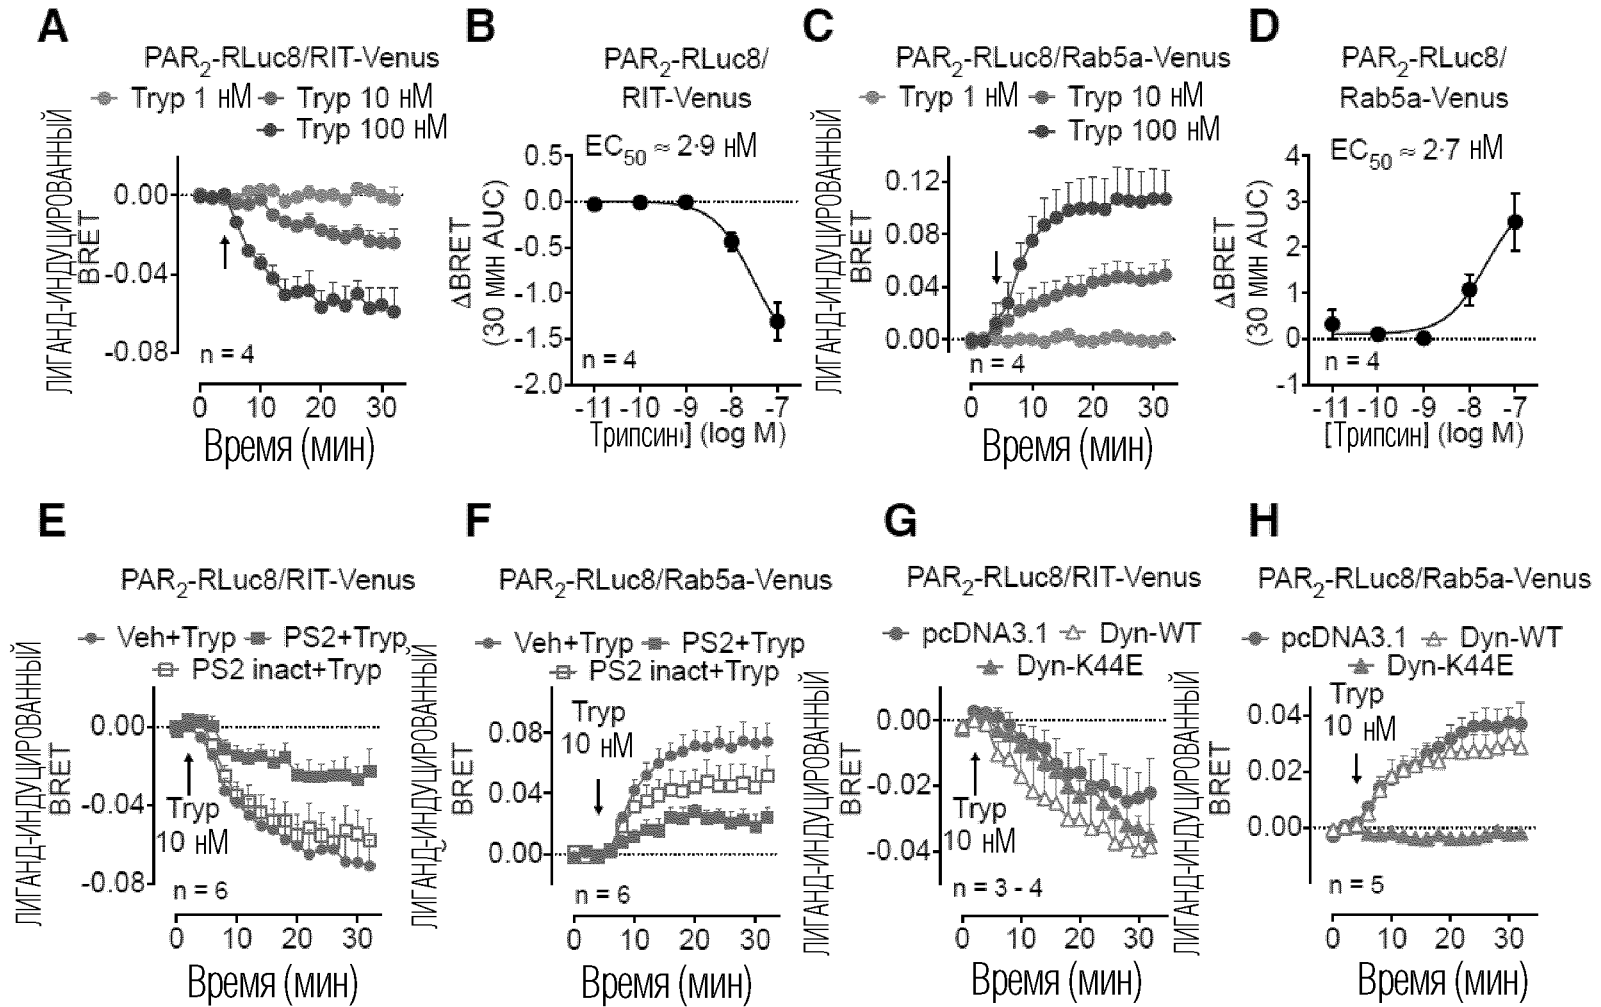 A
PAR2-RLuc8/RIT-Venus
Tryp 1 нМ Tryp 10 нМ
Tryp 100 нМ
ЛИГАНД-ИНДУЦИРОВАННЫЙ
BRET
0.00
-0.04
-0.08
n = 4
0 10 20 30
Время (мин)
B
PAR2-RLuc8/
RIT-Venus
EC50 ≈ 2·9 нМ
ΔBRET
(30 мин AUC)
0.5
0.0
-0.5
-1.0
-1.5
-2.0
n = 4
-11 -10 -9 -8 -7
Трипсин] (log M)
C
PAR2-RLuc8/Rab5a-Venus
Tryp 1 нМ Tryp 10 нМ
Tryp 100 нМ
ЛИГАНД-ИНДУЦИРОВАННЫЙ
BRET
0.12
0.08
0.04
0.00
n = 4
0 10 20 30
Время (мин)
D
PAR2-RLuc8/
Rab5a-Venus
EC50 ≈ 2·7 нМ
ΔBRET
(30 мин AUC)
4
3
2
1
0
-1
n = 4
-11 -10 -9 -8 -7
[Трипсин] (log M)
E
PAR2-RLuc8/RIT-Venus
Veh+Tryp PS2+Tryp
PS2 inact+Tryp
ЛИГАНД-ИНДУЦИРОВАННЫЙ
BRET
0.00
-0.04
-0.08
Tryp
10 нМ
n = 6
0 10 20 30
Время (мин)
F
PAR2-RLuc8/Rab5a-Venus
Veh+Tryp PS2+Tryp
PS2 inact+Tryp
ЛИГАНД-ИНДУЦИРОВАННЫЙ
BRET
Tryp
10 нМ
0.08
0.04
0.00
n = 6
0 10 20 30
Время (мин)
G
PAR2-RLuc8/RIT-Venus
pcDNA3.1 Dyn-WT
Dyn-K44E
ЛИГАНД-ИНДУЦИРОВАННЫЙ
BRET
0.00
-0.02
-0.04
Tryp
10 нМ
n = 3 - 4
0 10 20 30
Время (мин)
H
PAR2-RLuc8/Rab5a-Venus
pcDNA3.1 Dyn-WT
Dyn-K44E
ЛИГАНД-ИНДУЦИРОВАННЫЙ
BRET
Tryp
10 нМ
0.04
0.02
0.00
n = 5
0 10 20 30
Время (мин)